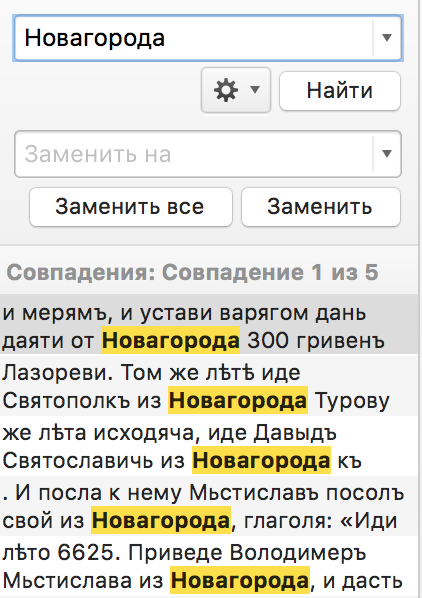 Новагорода
Найти
Заменить на
Заменить все
Заменить
Совпадения: Совпадение 1 из 5
и мерямъ, и устави варягом дань
даяти от Новагорода 300 гривенъ
Лазореви. Том же лѣтѣ иде
Святополкъ из Новагорода Турову
же лѣта исходяча, иде Давыдъ
Святославичь из Новагорода къ
. И посла к нему Мьстиславъ посолъ
свой из Новагорода, глаголя: «Иди
лѣто 6625. Приведе Володимеръ
Мьстислава из Новагорода, и дасть